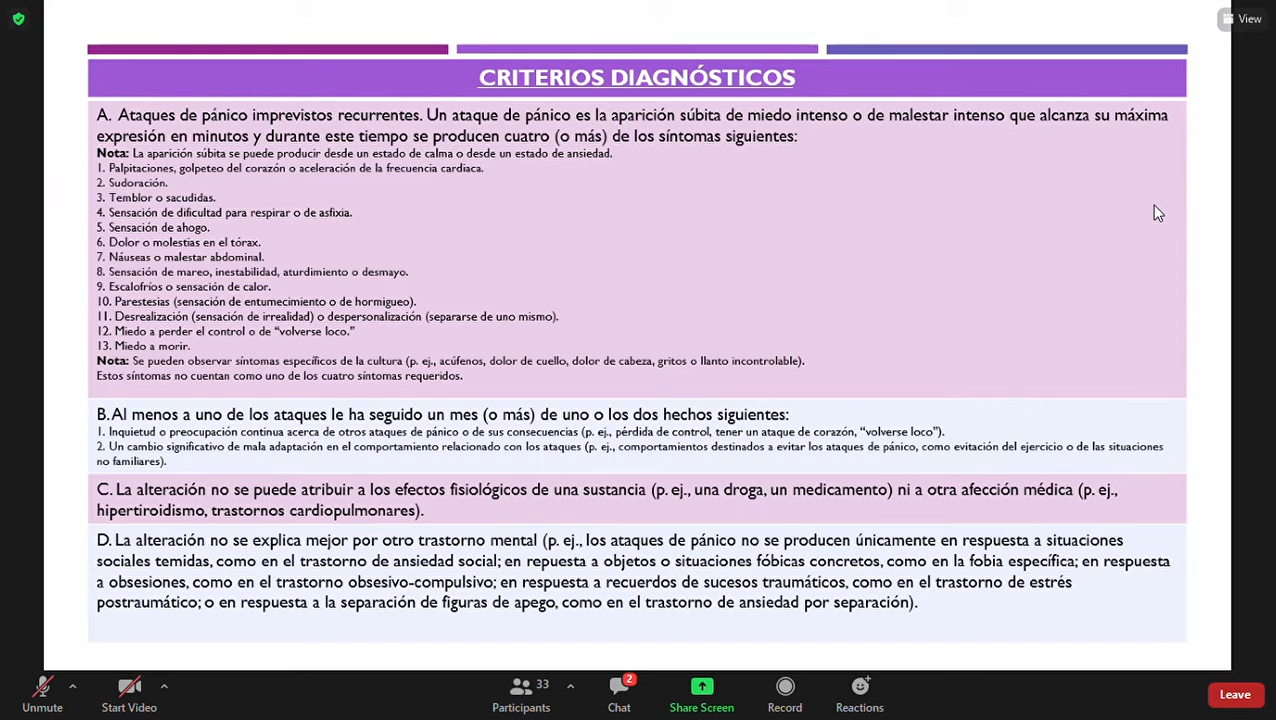 View
CRITERIOS DIAGNÓSTICOS
A. Ataques de pánico imprevistos recurrentes. Un ataque de pánico es la aparición súbita de miedo intenso o de malestar intenso que alcanza su máxima
expresión en minutos y durante este tiempo se producen cuatro (o más) de los síntomas siguientes:
Nota: La aparición súbita se puede producir desde un estado de calma o desde un estado de ansiedad.
1. Palpitaciones, golpeteo del corazón o aceleración de la frecuencia cardiaca.
2. Sudoración.
3. Temblor o sacudidas.
4. Sensación de dificultad para respirar o de asfixia.
5. Sensación de ahogo.
6. Dolor o molestias en el tórax.
7. Náuseas o malestar abdominal.
8. Sensación de mareo, inestabilidad, aturdimiento o desmayo.
9. Escalofríos o sensación de calor.
10. Parestesias (sensación de entumecimiento o de hormigueo).
11. Desrealización (sensación de irrealidad) o despersonalización (separarse de uno mismo).
12. Miedo a perder el control o de “volverse loco.”
13. Miedo a morir.
Nota: Se pueden observar síntomas específicos de la cultura (p. ej., acúfenos, dolor de cuello, dolor de cabeza, gritos o llanto incontrolable).
Estos síntomas no cuentan como uno de los cuatro síntomas requeridos.
B. Al menos a uno de los ataques le ha seguido un mes (o más) de uno o los dos hechos siguientes:
1. Inquietud o preocupación continua acerca de otros ataques de pánico o de sus consecuencias (p. ej., pérdida de control, tener un ataque de corazón, “volverse loco”).
2. Un cambio significativo de mala adaptación en el comportamiento relacionado con los ataques (p. ej., comportamientos destinados a evitar los ataques de pánico, como evitación del ejercicio o de las situaciones
no familiares).
C. La alteración no se puede atribuir a los efectos fisiológicos de una sustancia (p. ej., una droga, un medicamento) ni a otra afección médica (p. ej.,
hipertiroidismo, trastornos cardiopulmonares).
D. La alteración no se explica mejor por otro trastorno mental (p. ej., los ataques de pánico no se producen únicamente en respuesta a situaciones
sociales temidas, como en el trastorno de ansiedad social; en repuesta a objetos o situaciones fóbicas concretos, como en la fobia específica; en respuesta
a obsesiones, como en el trastorno obsesivo-compulsivo; en respuesta a recuerdos de sucesos traumáticos, como en el trastorno de estrés
postraumático; o en respuesta a la separación de figuras de apego, como en el trastorno de ansiedad por separación).
33
2
Unmute
Start Video
Participants
Chat
Share Screen
Record
Reactions
Leave